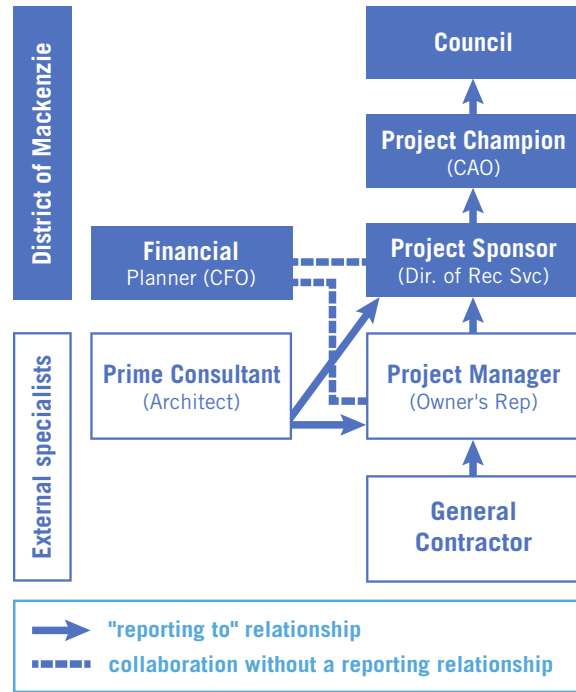 District of Mackenzie
Council
Project Champion
(CAO)
Financial
Planner (CFO)
Project Sponsor
(Dir. of Rec Svc)
External specialists
Prime Consultant
(Architect)
Project Manager
(Owner's Rep)
General
Contractor
"reporting to" relationship
collaboration without a reporting relationship